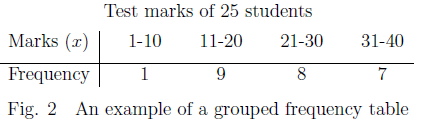 Test marks of 25 students
Marks (x) 1-10 11-20 21-30 31-40
Frequency 1 9 8 7
Fig. 2 An example of a grouped frequency table